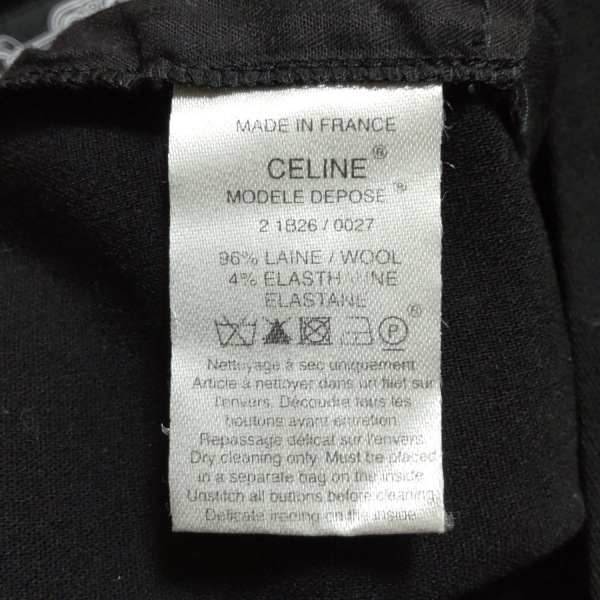 MADE IN FRANCE
CELINE®
MODELE DEPOSE®
2 1B26 / 0027
96% LAINE / WOOL
4% ELASTHANNE
ELASTANE
P®
Nettoyage à sec uniquement
Article à nettoyer dans un filet sur
l'envers. Découdre tous les
boutons avant entretien.
Repassage délicat sur l'envers.
Dry cleaning only. Must be placed
in a separate bag on the inside.
Unstitch all buttons before cleaning.
Delicate ireeing on the inside.